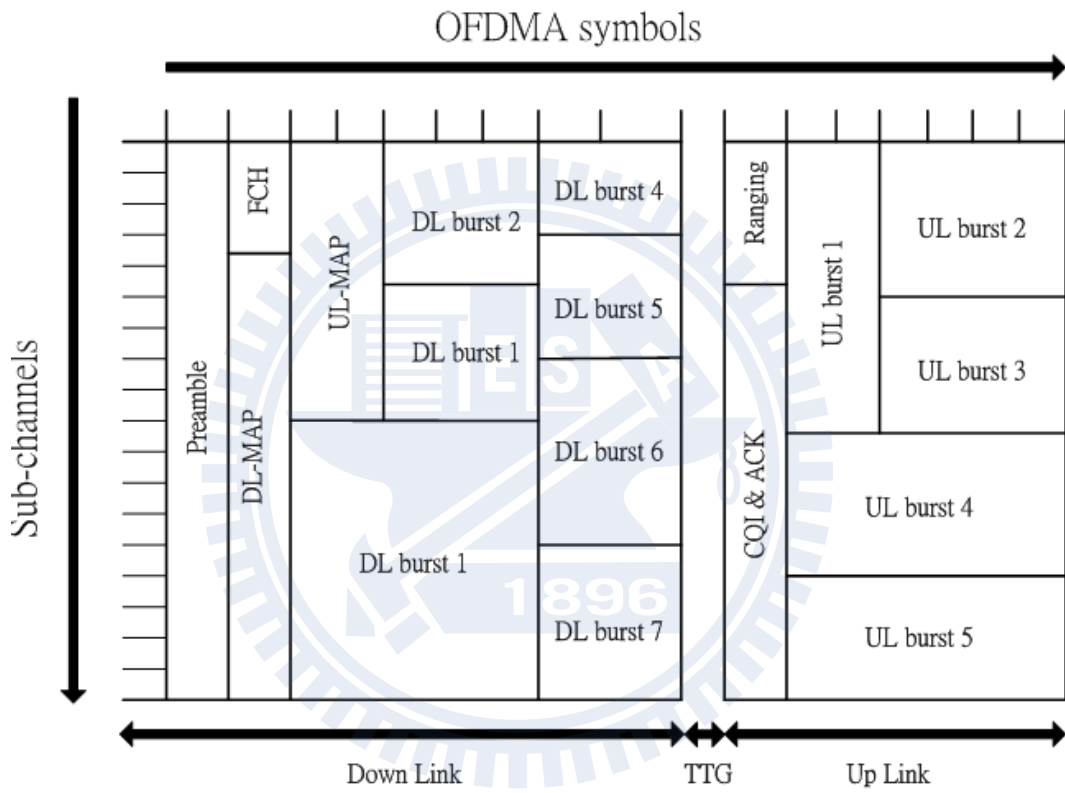 OFDMA symbols
Sub-channels
Preamble
FCH
DL-MAP
UL-MAP
DL burst 2
DL burst 1
DL burst 1
DL burst 4
DL burst 5
DL burst 6
DL burst 7
Ranging
CQI & ACK
UL burst 1
UL burst 2
UL burst 3
UL burst 4
UL burst 5
1896
Down Link
TTG
Up Link